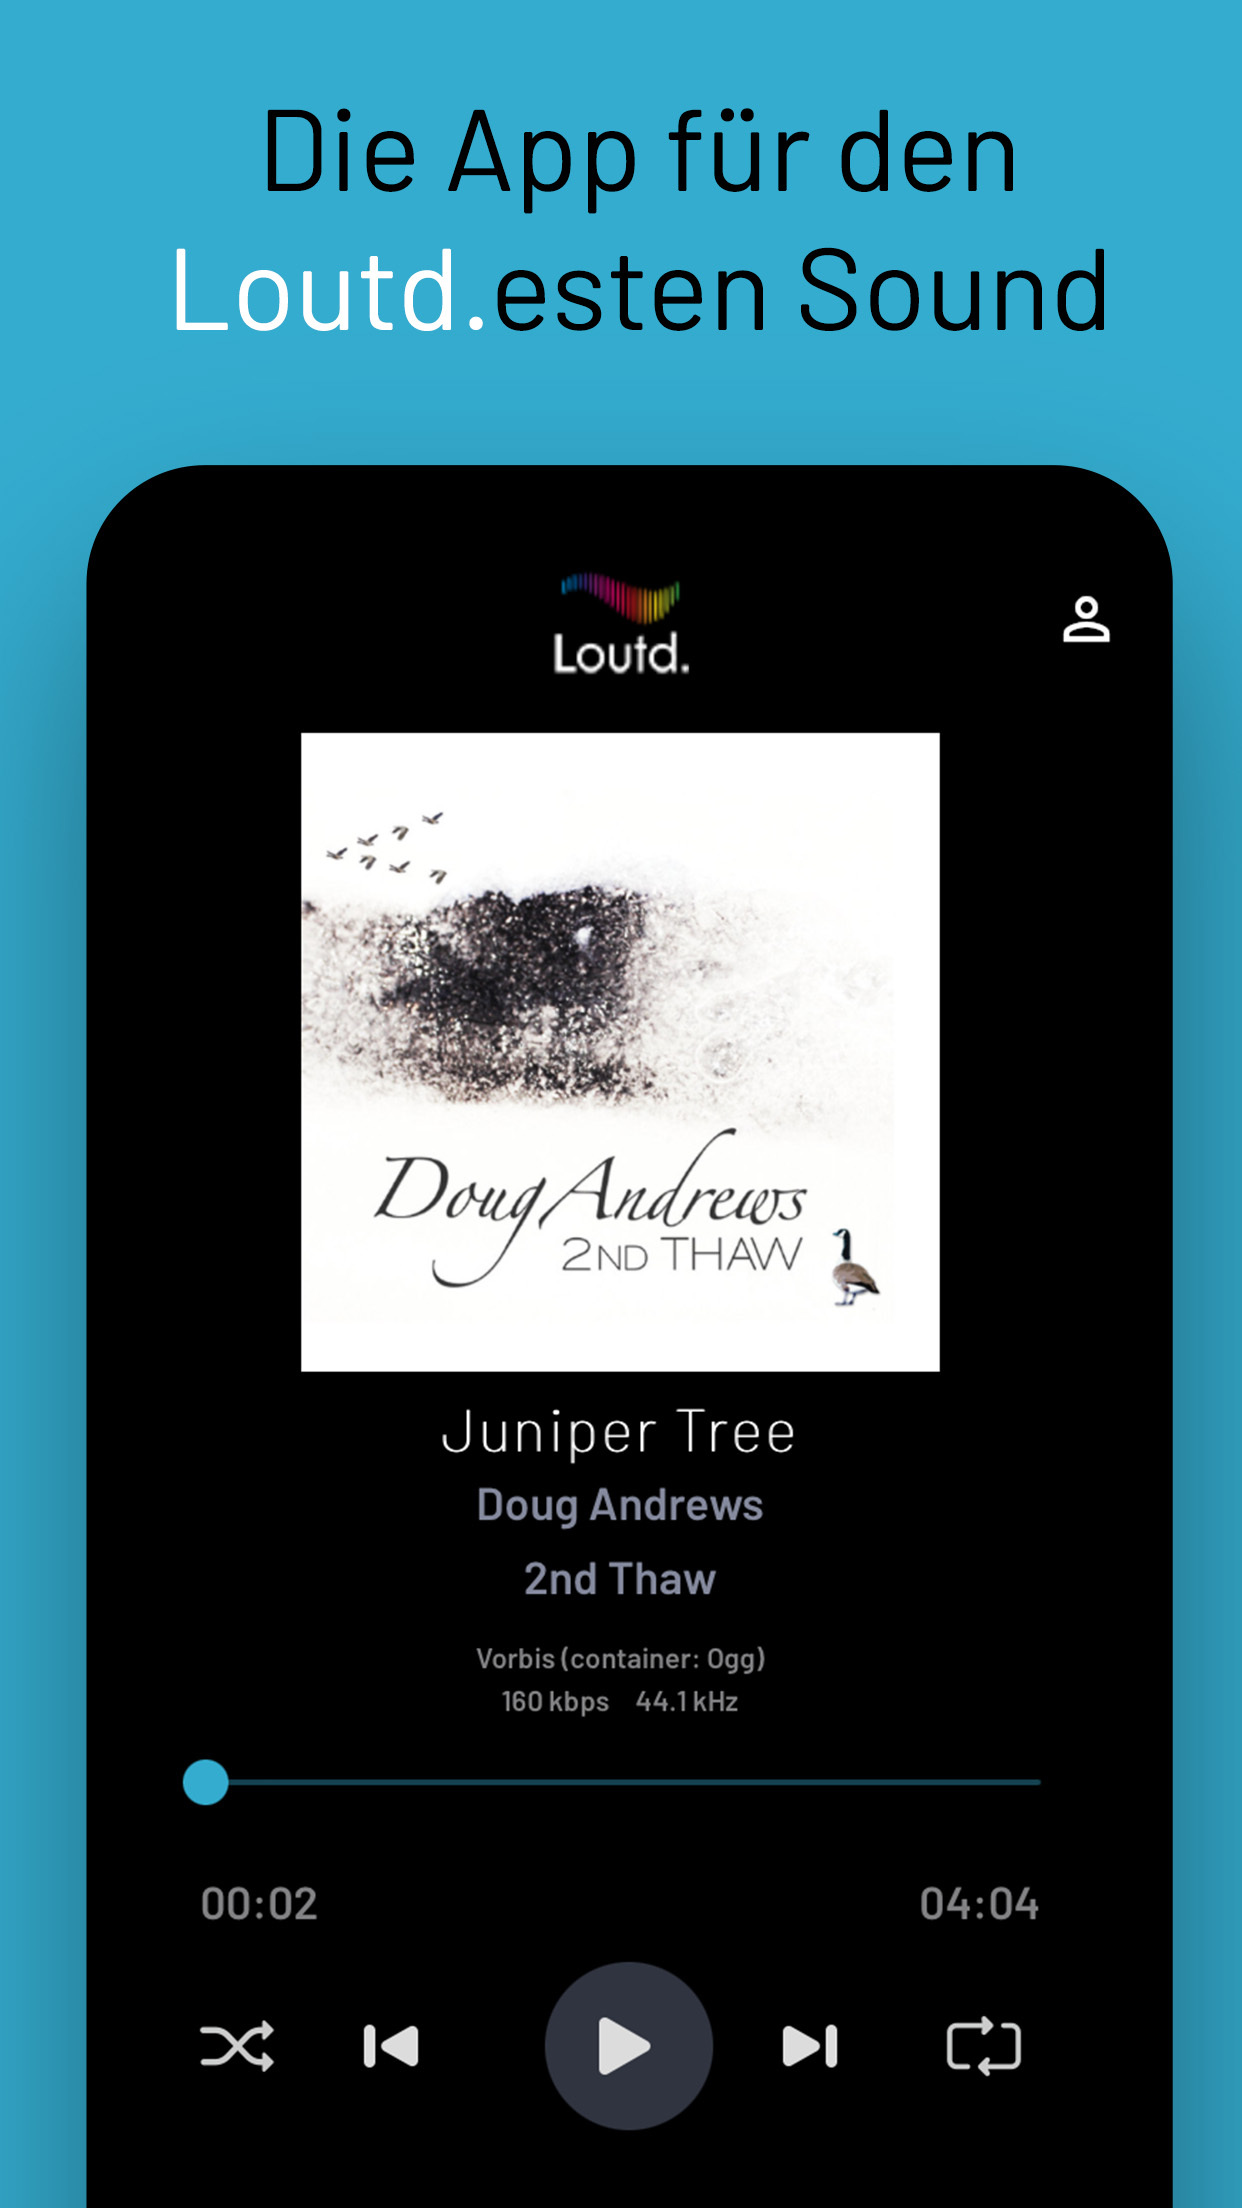 Die App für den
Loutd.esten Sound
Loutd.
Doug Andrews
2ND THAW
Juniper Tree
Doug Andrews
2nd Thaw
Vorbis (container: Ogg)
160 kbps 44.1 kHz
00:02 04:04